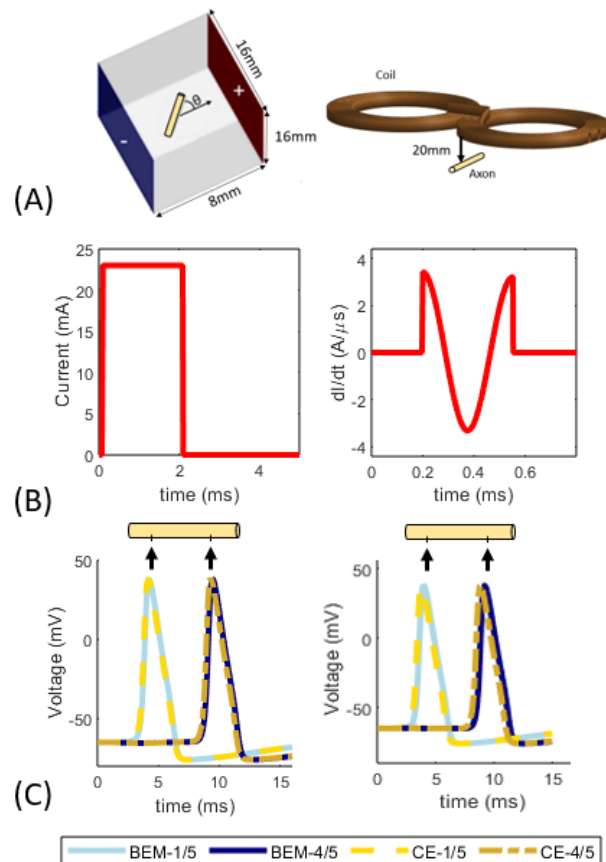 16mm
θ
+
-
16mm
8mm
Coil
20mm
Axon
(A)
25
20
15
10
5
0
Current (mA)
0 2 4
time (ms)
4
2
0
-2
-4
dI/dt (A/μs)
0 0.2 0.4 0.6
time (ms)
(B)
50
0
-50
Voltage (mV)
0 5 10 15
time (ms)
50
0
-50
Voltage (mV)
0 5 10 15
time (ms)
(C)
BEM-1/5 BEM-4/5 CE-1/5 CE-4/5